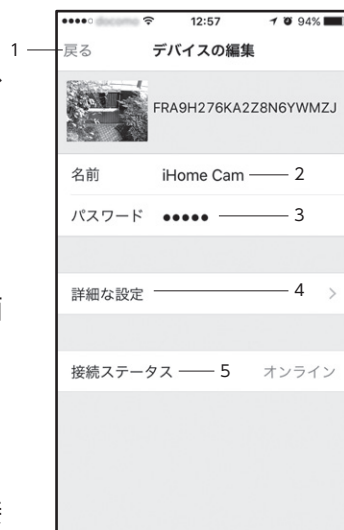 12:57 94%
1 戻る デバイスの編集
FRA9H276KA2Z8N6YWMZJ
名前 iHome Cam 2
パスワード ●●●●● 3
詳細な設定 4 >
接続ステータス 5 オンライン